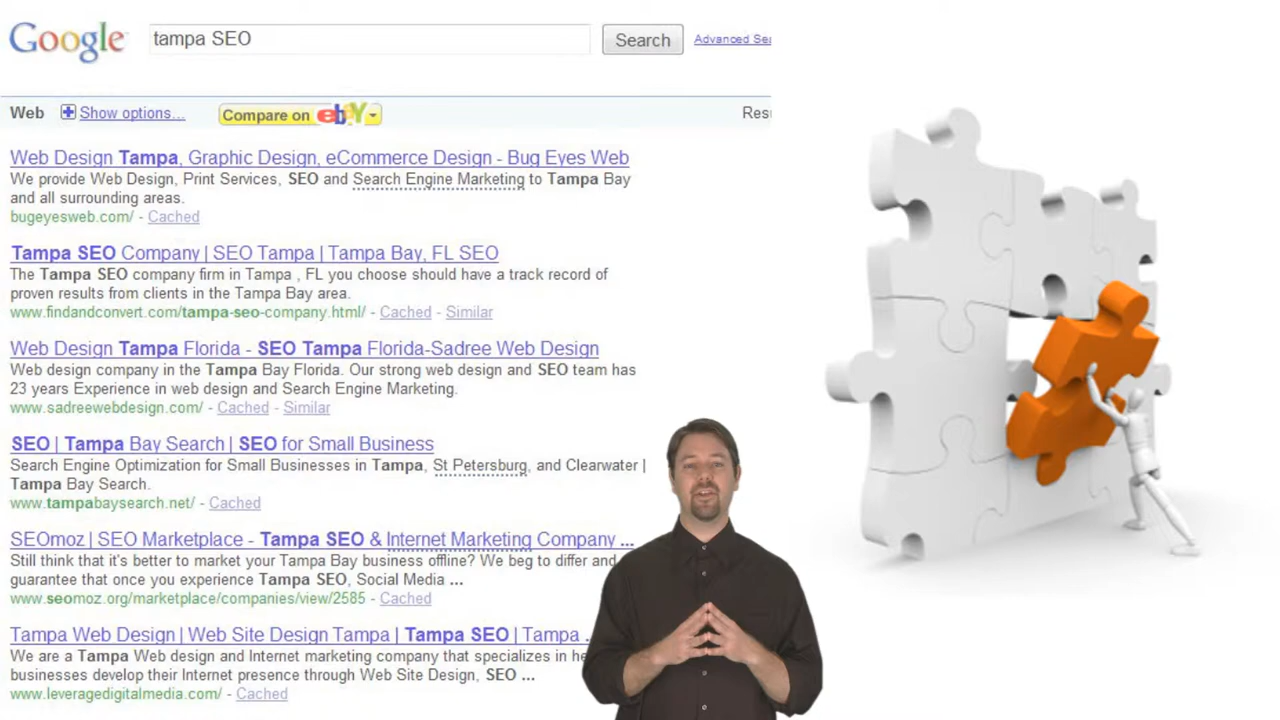 Google
tampa SEO
Search
Advanced Sea
Web
Show options...
Compare on ebY
Resu
Web Design Tampa, Graphic Design, eCommerce Design - Bug Eyes Web
We provide Web Design, Print Services, SEO and Search Engine Marketing to Tampa Bay
and all surrounding areas.
bugeyesweb.com/ - Cached
Tampa SEO Company | SEO Tampa | Tampa Bay, FL SEO
The Tampa SEO company firm in Tampa , FL you choose should have a track record of
proven results from clients in the Tampa Bay area.
www.findandconvert.com/tampa-seo-company.html/ - Cached - Similar
Web Design Tampa Florida - SEO Tampa Florida-Sadree Web Design
Web design company in the Tampa Bay Florida. Our strong web design and SEO team has
23 years Experience in web design and Search Engine Marketing.
www.sadreewebdesign.com/ - Cached - Similar
SEO | Tampa Bay Search | SEO for Small Business
Search Engine Optimization for Small Businesses in Tampa, St Petersburg, and Clearwater |
Tampa Bay Search.
www.tampabaysearch.net/ - Cached
SEOmoz | SEO Marketplace - Tampa SEO & Internet Marketing Company ...
Still think that it's better to market your Tampa Bay business offline? We beg to differ and
guarantee that once you experience Tampa SEO, Social Media ...
www.seomoz.org/marketplace/companies/view/2585 - Cached
Tampa Web Design | Web Site Design Tampa | Tampa SEO | Tampa ..
We are a Tampa Web design and Internet marketing company that specializes in he
businesses develop their Internet presence through Web Site Design, SEO ...
www.leveragedigitalmedia.com/ - Cached